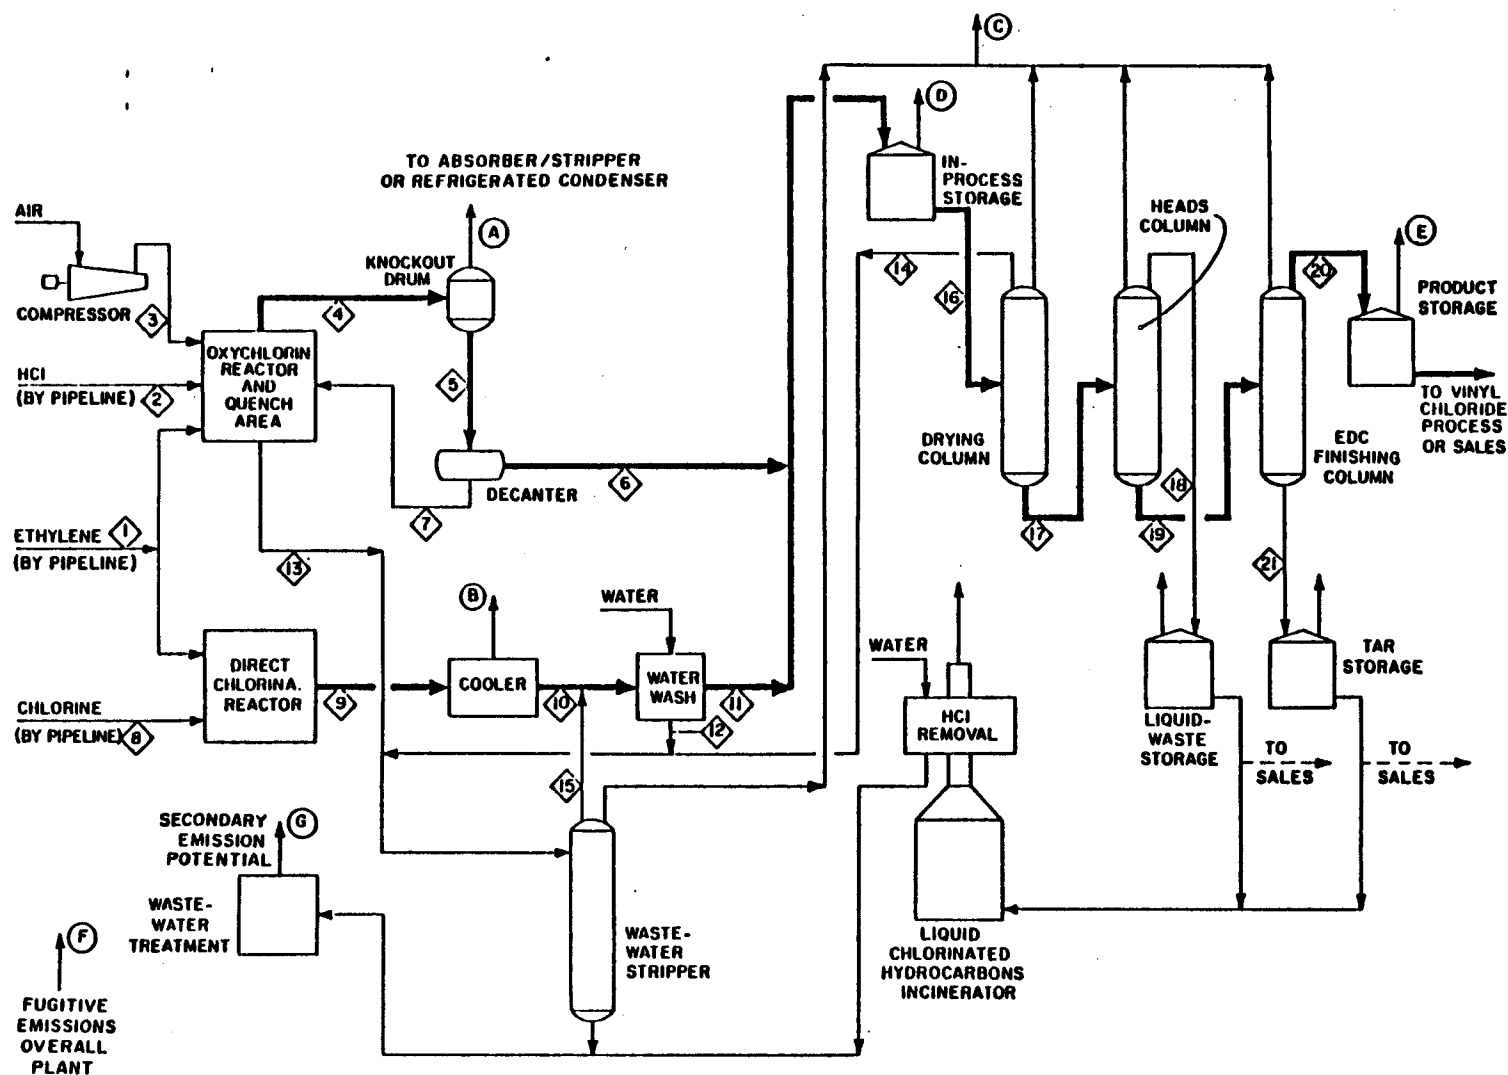 C
D
TO ABSORBER/STRIPPER
OR REFRIGERATED CONDENSER
IN-
PROCESS
STORAGE
HEADS
COLUMN
AIR
A
KNOCKOUT
DRUM
14
16
20
E
PRODUCT
STORAGE
COMPRESSOR
3
4
OXYCHLORIN
REACTOR
AND
QUENCH
AREA
HCl
(BY PIPELINE)
2
5
TO VINYL
CHLORIDE
PROCESS
OR SALES
DRYING
COLUMN
EDC
FINISHING
COLUMN
6
DECANTER
7
18
17
19
ETHYLENE
1
(BY PIPELINE)
13
21
B
WATER
WATER
DIRECT
CHLORINA.
REACTOR
COOLER
WATER
WASH
TAR
STORAGE
CHLORINE
(BY PIPELINE)
8
9
10
11
12
HCl
REMOVAL
LIQUID-
WASTE
STORAGE
TO
SALES
TO
SALES
15
SECONDARY
EMISSION
POTENTIAL
G
WASTE-
WATER
TREATMENT
F
FUGITIVE
EMISSIONS
OVERALL
PLANT
WASTE-
WATER
STRIPPER
LIQUID
CHLORINATED
HYDROCARBONS
INCINERATOR